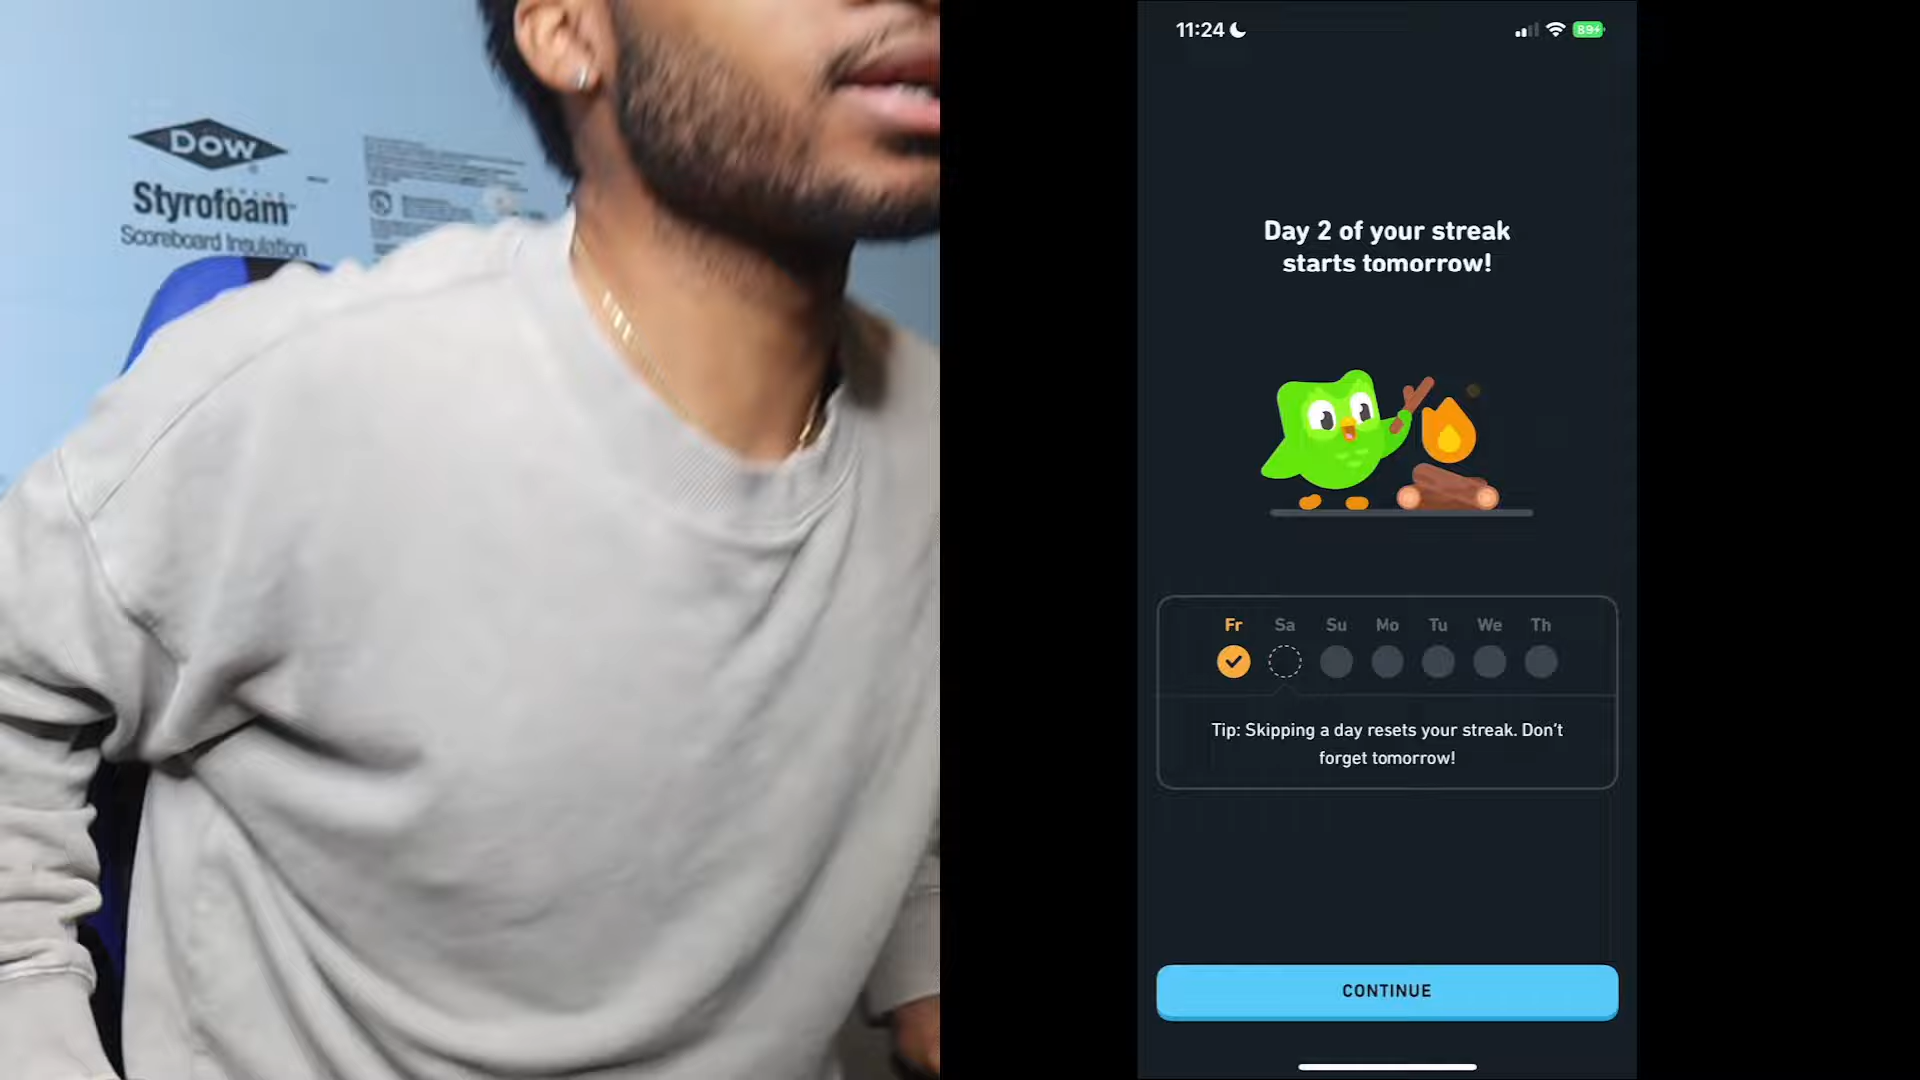 DOW
Styrofoam
Scoreboard Insulation
11:24
89
Day 2 of your streak
starts tomorrow!
Fr Sa Su Mo Tu We Th
Tip: Skipping a day resets your streak. Don't
forget tomorrow!
CONTINUE